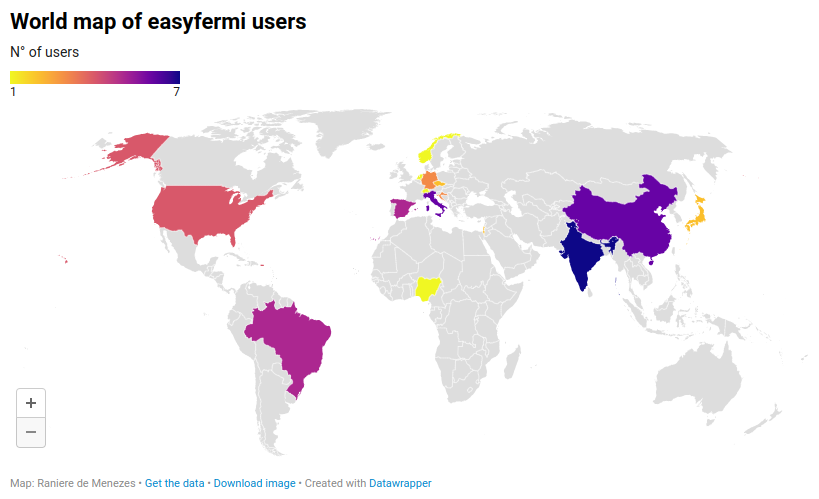 World map of easyfermi users
N° of users
1 7
+
−
Map: Raniere de Menezes • Get the data • Download image • Created with Datawrapper